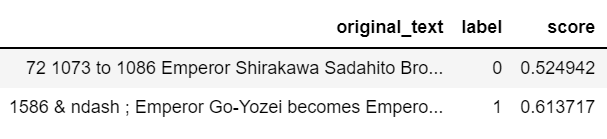 original_text label score
72 1073 to 1086 Emperor Shirakawa Sadahito Bro... 0 0.524942
1586 & ndash ; Emperor Go-Yozei becomes Empero... 1 0.613717